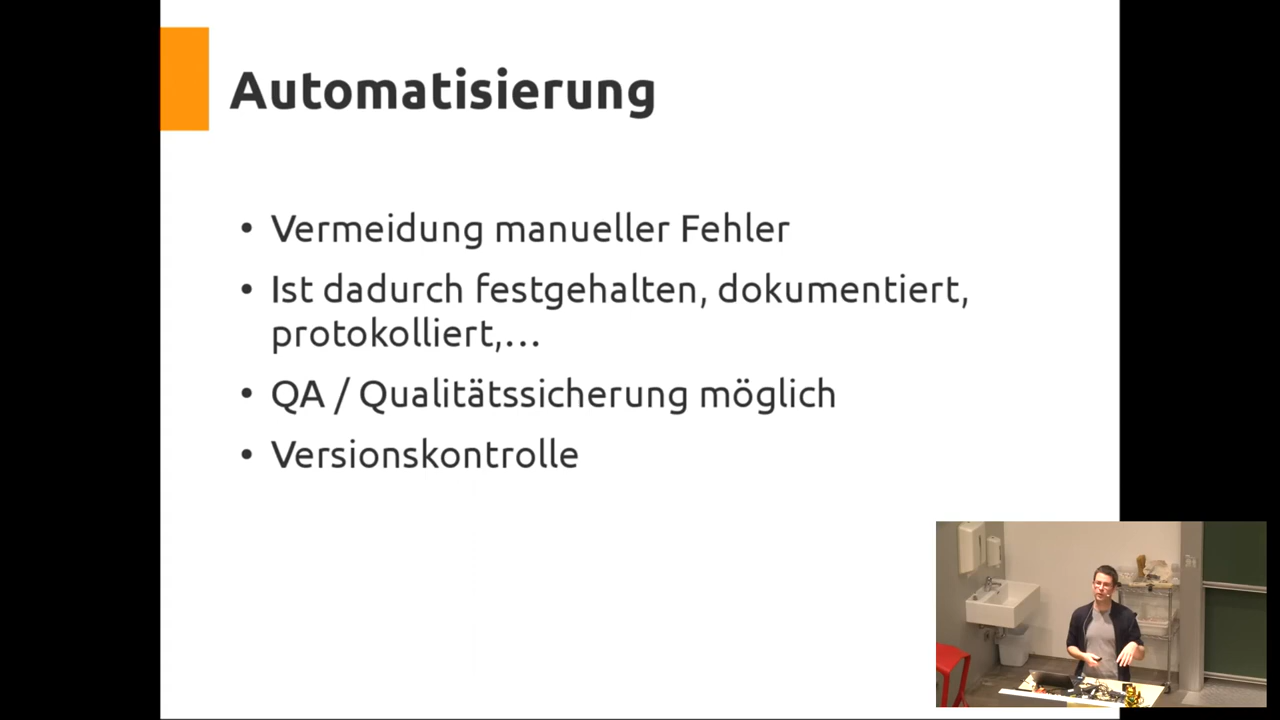 Automatisierung
• Vermeidung manueller Fehler
• Ist dadurch festgehalten, dokumentiert,
protokolliert,...
• QA / Qualitätssicherung möglich
• Versionskontrolle